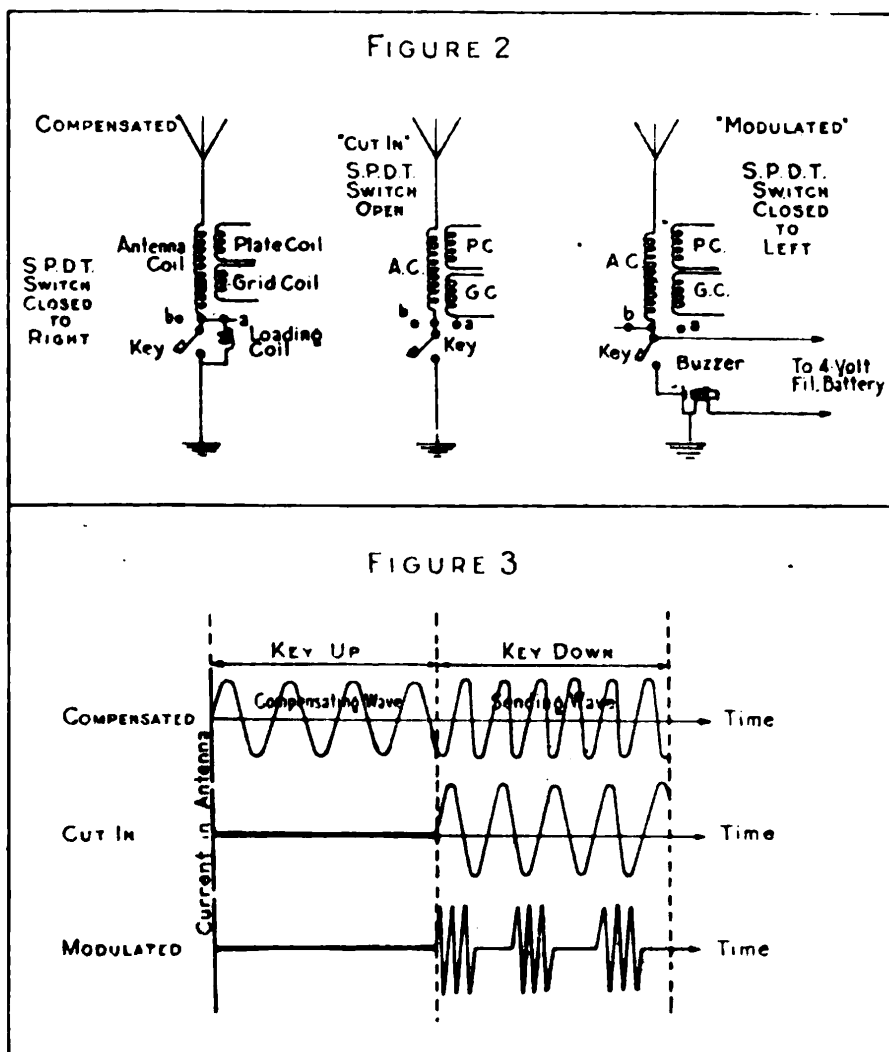 FIGURE 2
COMPENSATED
"CUT IN"
S.P.D.T.
SWITCH
OPEN
"MODULATED"
S.P.D.T.
SWITCH
CLOSED
TO
LEFT
S.P.D.T.
SWITCH
CLOSED
TO
RIGHT
Antenna
Coil
Plate Coil
Grid Coil
b
a
Key
Loading
Coil
A.C.
P.C.
G.C
b
a
Key
A.C.
P.C.
G.C.
b
a
Key
Buzzer
To 4-Volt
Fil. Battery
FIGURE 3
KEY UP
KEY DOWN
Compensating Wave
Sending Wave
COMPENSATED
Time
Current in Antenna
CUT IN
Time
MODULATED
Time